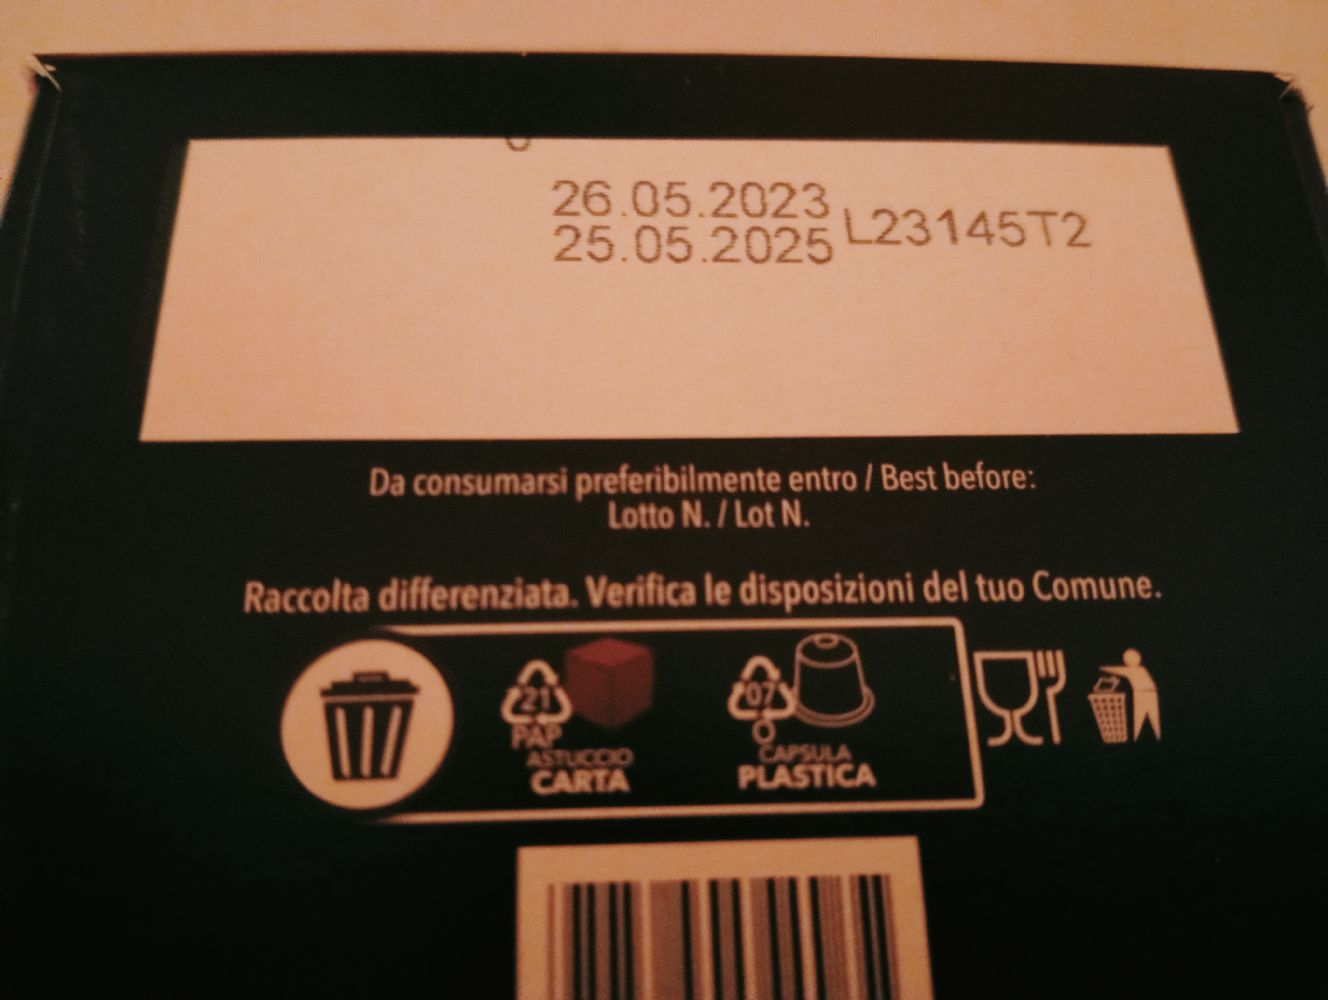 26.05.2023
25.05.2025 L23145T2
Da consumarsi preferibilmente entro / Best before:
Lotto N. / Lot N.
Raccolta differenziata. Verifica le disposizioni del tuo Comune.
21
PAP
ASTUCCIO
CARTA
07
O
CAPSULA
PLASTICA